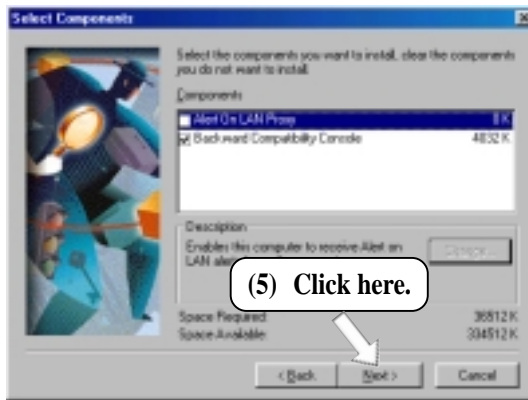 Select Components
Select the components you want to install, clear the components
you do not want to install.
Components
Alert On LAN Proxy 0 K
Backward Compatibility Console 4032 K
Description
Enables this computer to receive Alert on
LAN
(5) Click here.
Space Required: 36512 K
Space Available: 334512 K
< Back
Next >
Cancel